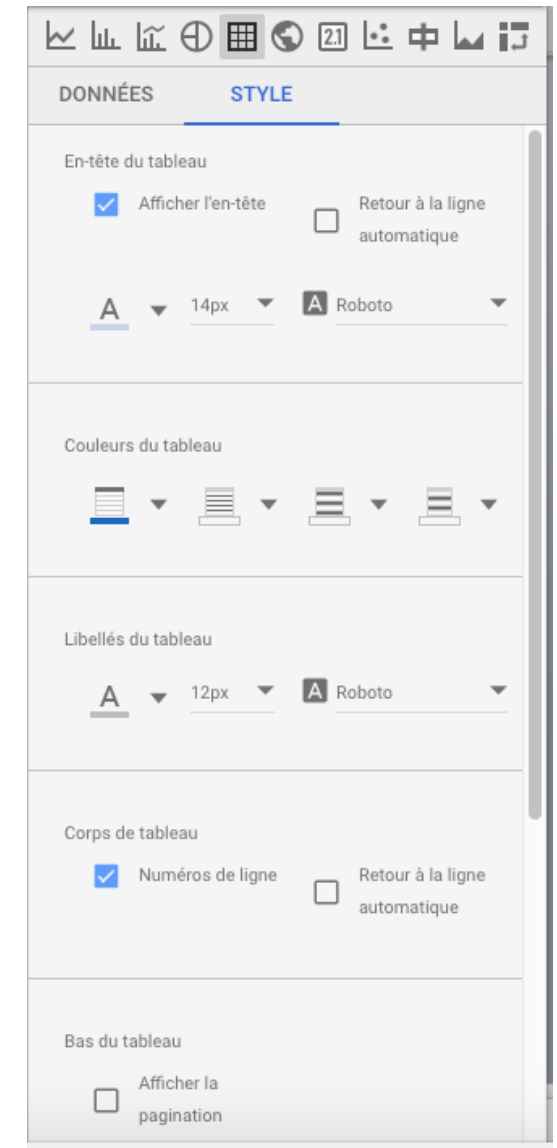 2.1
DONNÉES STYLE
En-tête du tableau
Afficher l'en-tête
Retour à la ligne
automatique
A 14px A Roboto
Couleurs du tableau
Libellés du tableau
A 12px A Roboto
Corps de tableau
Numéros de ligne
Retour à la ligne
automatique
Bas du tableau
Afficher la
pagination